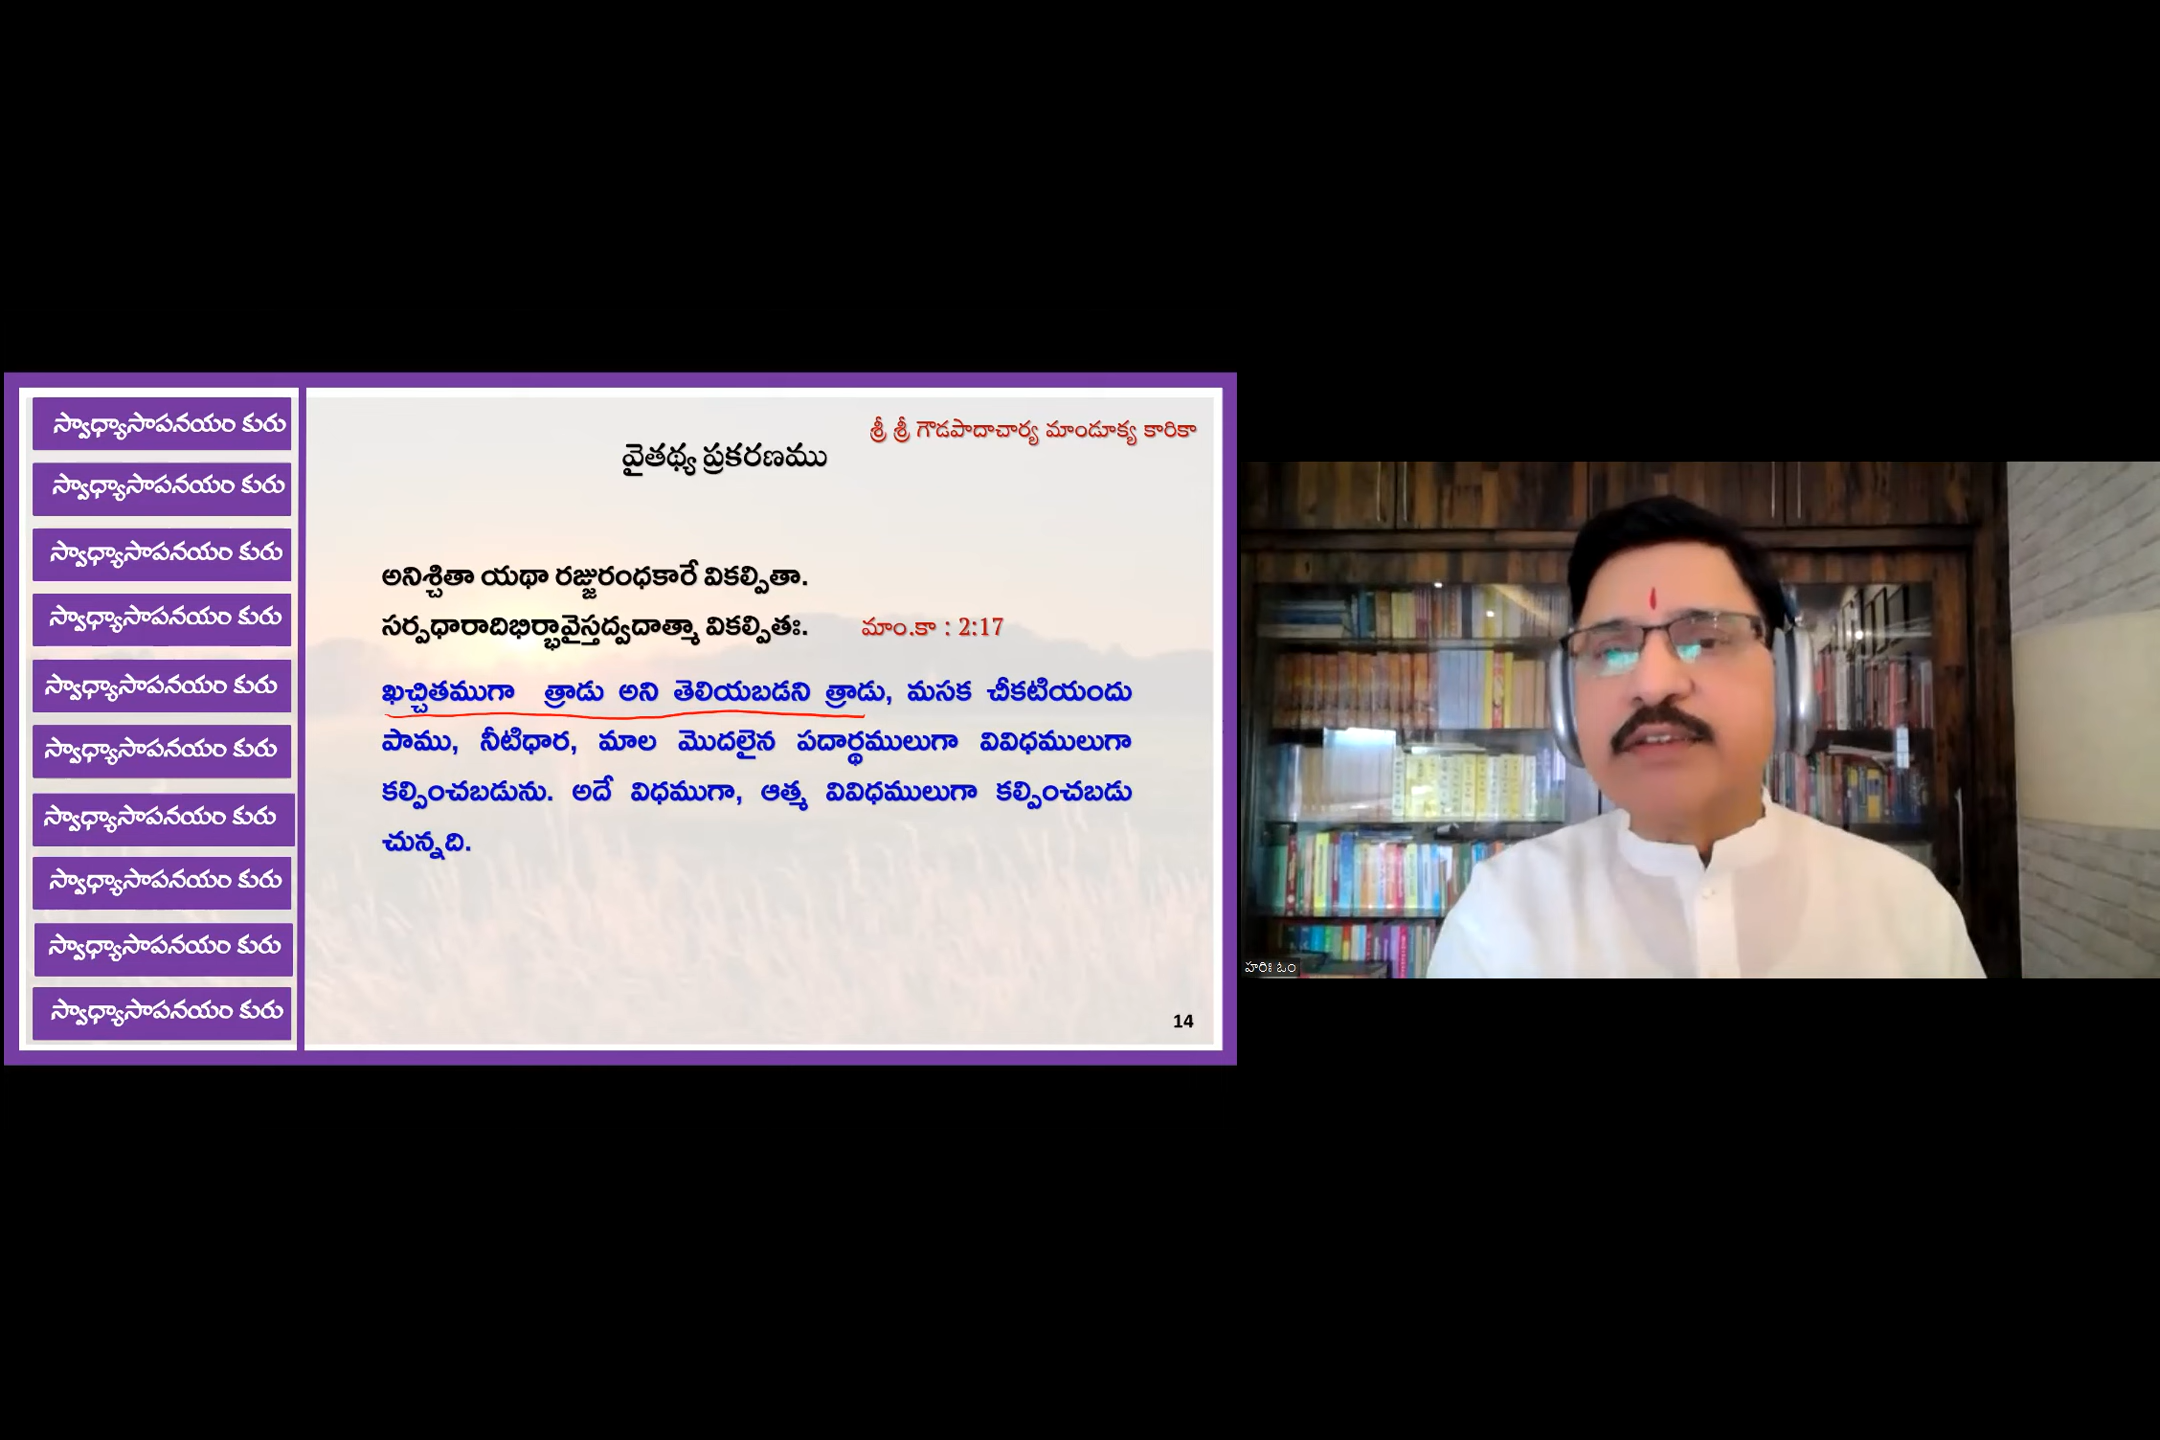 స్వాధ్యాసాపనయం కురు
స్వాధ్యాసాపనయం కురు
స్వాధ్యాసాపనయం కురు
స్వాధ్యాసాపనయం కురు
స్వాధ్యాసాపనయం కురు
స్వాధ్యాసాపనయం కురు
స్వాధ్యాసాపనయం కురు
స్వాధ్యాసాపనయం కురు
స్వాధ్యాసాపనయం కురు
స్వాధ్యాసాపనయం కురు
శ్రీ శ్రీ గౌడపాదాచార్య మాండూక్య కారికా
వైతథ్య ప్రకరణము
అనిశ్చితా యథా రజ్జురంధకారే వికల్పితా.
సర్పధారాదిభిర్భావైస్తద్వదాత్మా వికల్పితః. మాం.కా : 2:17
ఖచ్చితముగా త్రాడు అని తెలియబడని త్రాడు, మసక చీకటియందు
పాము, నీటిధార, మాల మొదలైన పదార్థములుగా వివిధములుగా
కల్పించబడును. అదే విధముగా, ఆత్మ వివిధములుగా కల్పించబడు
చున్నది.
14
హరిః ఓం